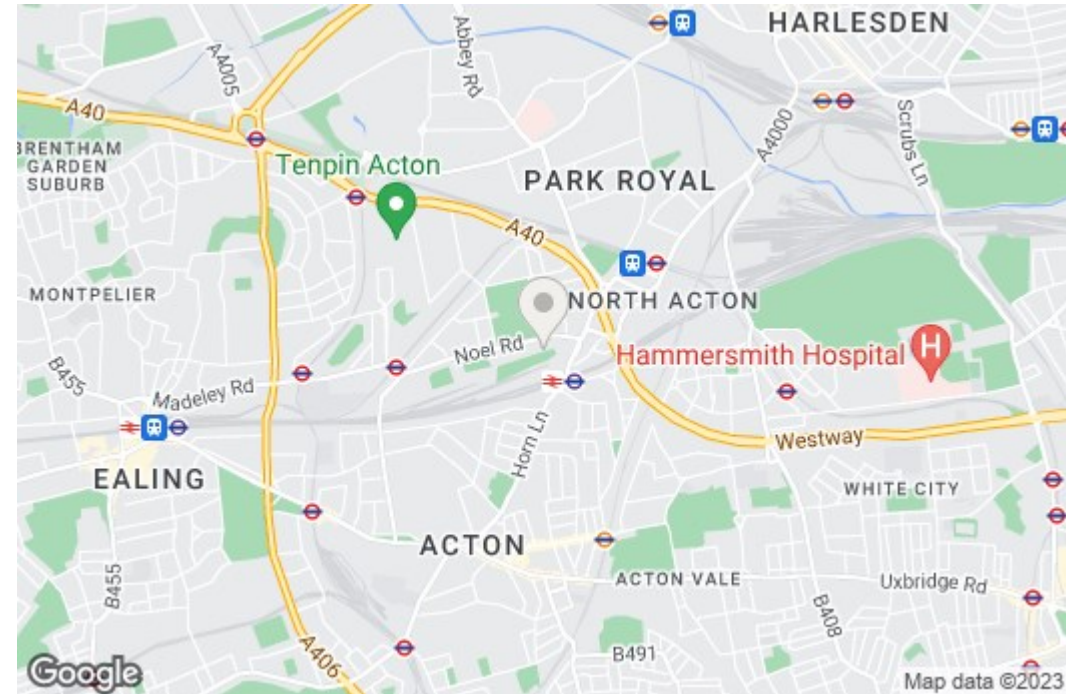 HARLESDEN
Abbey Rd
A4005
A40
Scrubs Ln
A4000
BRENTHAM
GARDEN
SUBURB
Tenpin Acton
PARK ROYAL
A40
MONTPELIER
NORTH ACTON
Noel Rd
Hammersmith Hospital
H
B455
Madeley Rd
Horn Ln
Westway
EALING
WHITE CITY
ACTON
ACTON VALE
Uxbridge Rd
B455
B408
A406
B491
Google
Map data ©2023